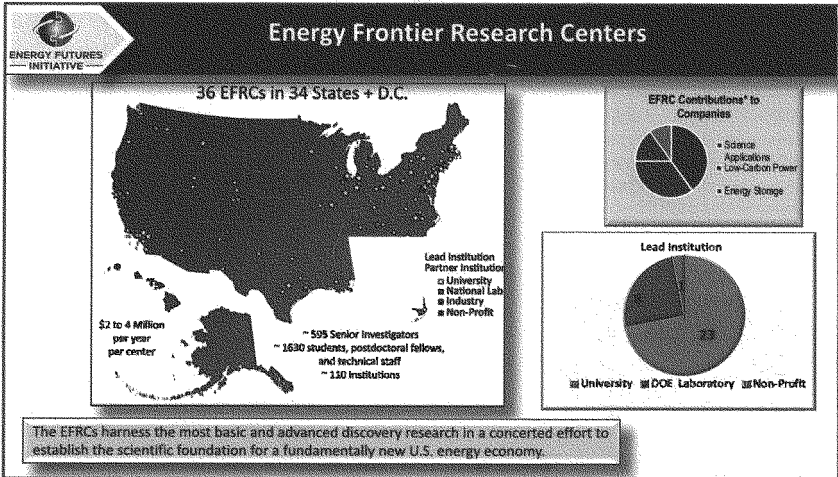 ENERGY FUTURES
INITIATIVE
Energy Frontier Research Centers
36 EFRCs in 34 States + D.C.
Lead Institution
Partner Institution
University
National Lab
Industry
Non-Profit
$2 to 4 Million
per year
per center
~ 595 Senior Investigators
~ 1630 students, postdoctoral fellows,
and technical staff
~ 110 Institutions
EFRC Contributions* to
Companies
Science
Applications
Low-Carbon Power
Energy Storage
Lead Institution
23
University DOE Laboratory Non-Profit
The EFRCs harness the most basic and advanced discovery research in a concerted effort to
establish the scientific foundation for a fundamentally new U.S. energy economy.